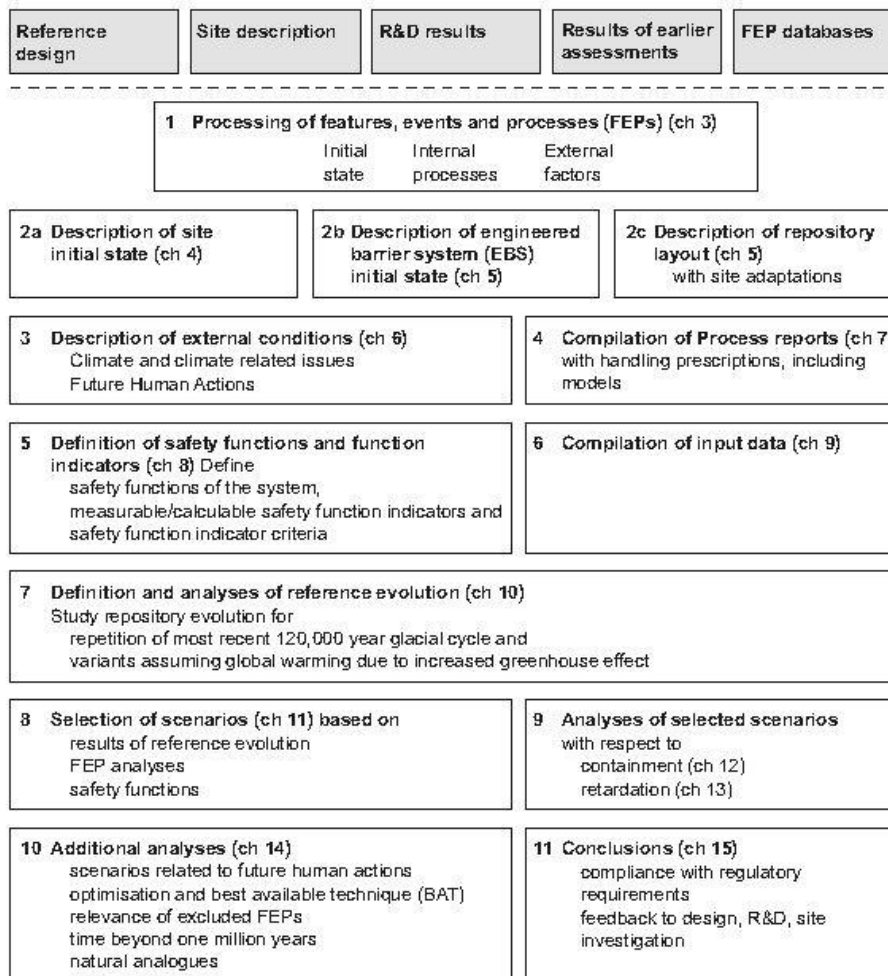 Reference design
Site description
R&D results
Results of earlier assessments
FEP databases
1 Processing of features, events and processes (FEPs) (ch 3)
Initial state
Internal processes
External factors
2a Description of site
initial state (ch 4)
2b Description of engineered
barrier system (EBS)
initial state (ch 5)
2c Description of repository
layout (ch 5)
with site adaptations
3 Description of external conditions (ch 6)
Climate and climate related issues
Future Human Actions
4 Compilation of Process reports (ch 7
with handling prescriptions, including
models
5 Definition of safety functions and function
indicators (ch 8) Define
safety functions of the system,
measurable/calculable safety function indicators and
safety function indicator criteria
6 Compilation of input data (ch 9)
7 Definition and analyses of reference evolution (ch 10)
Study repository evolution for
repetition of most recent 120,000 year glacial cycle and
variants assuming global warming due to increased greenhouse effect
8 Selection of scenarios (ch 11) based on
results of reference evolution
FEP analyses
safety functions
9 Analyses of selected scenarios
with respect to
containment (ch 12)
retardation (ch 13)
10 Additional analyses (ch 14)
scenarios related to future human actions
optimisation and best available technique (BAT)
relevance of excluded FEPs
time beyond one million years
natural analogues
11 Conclusions (ch 15)
compliance with regulatory
requirements
feedback to design, R&D, site
investigation